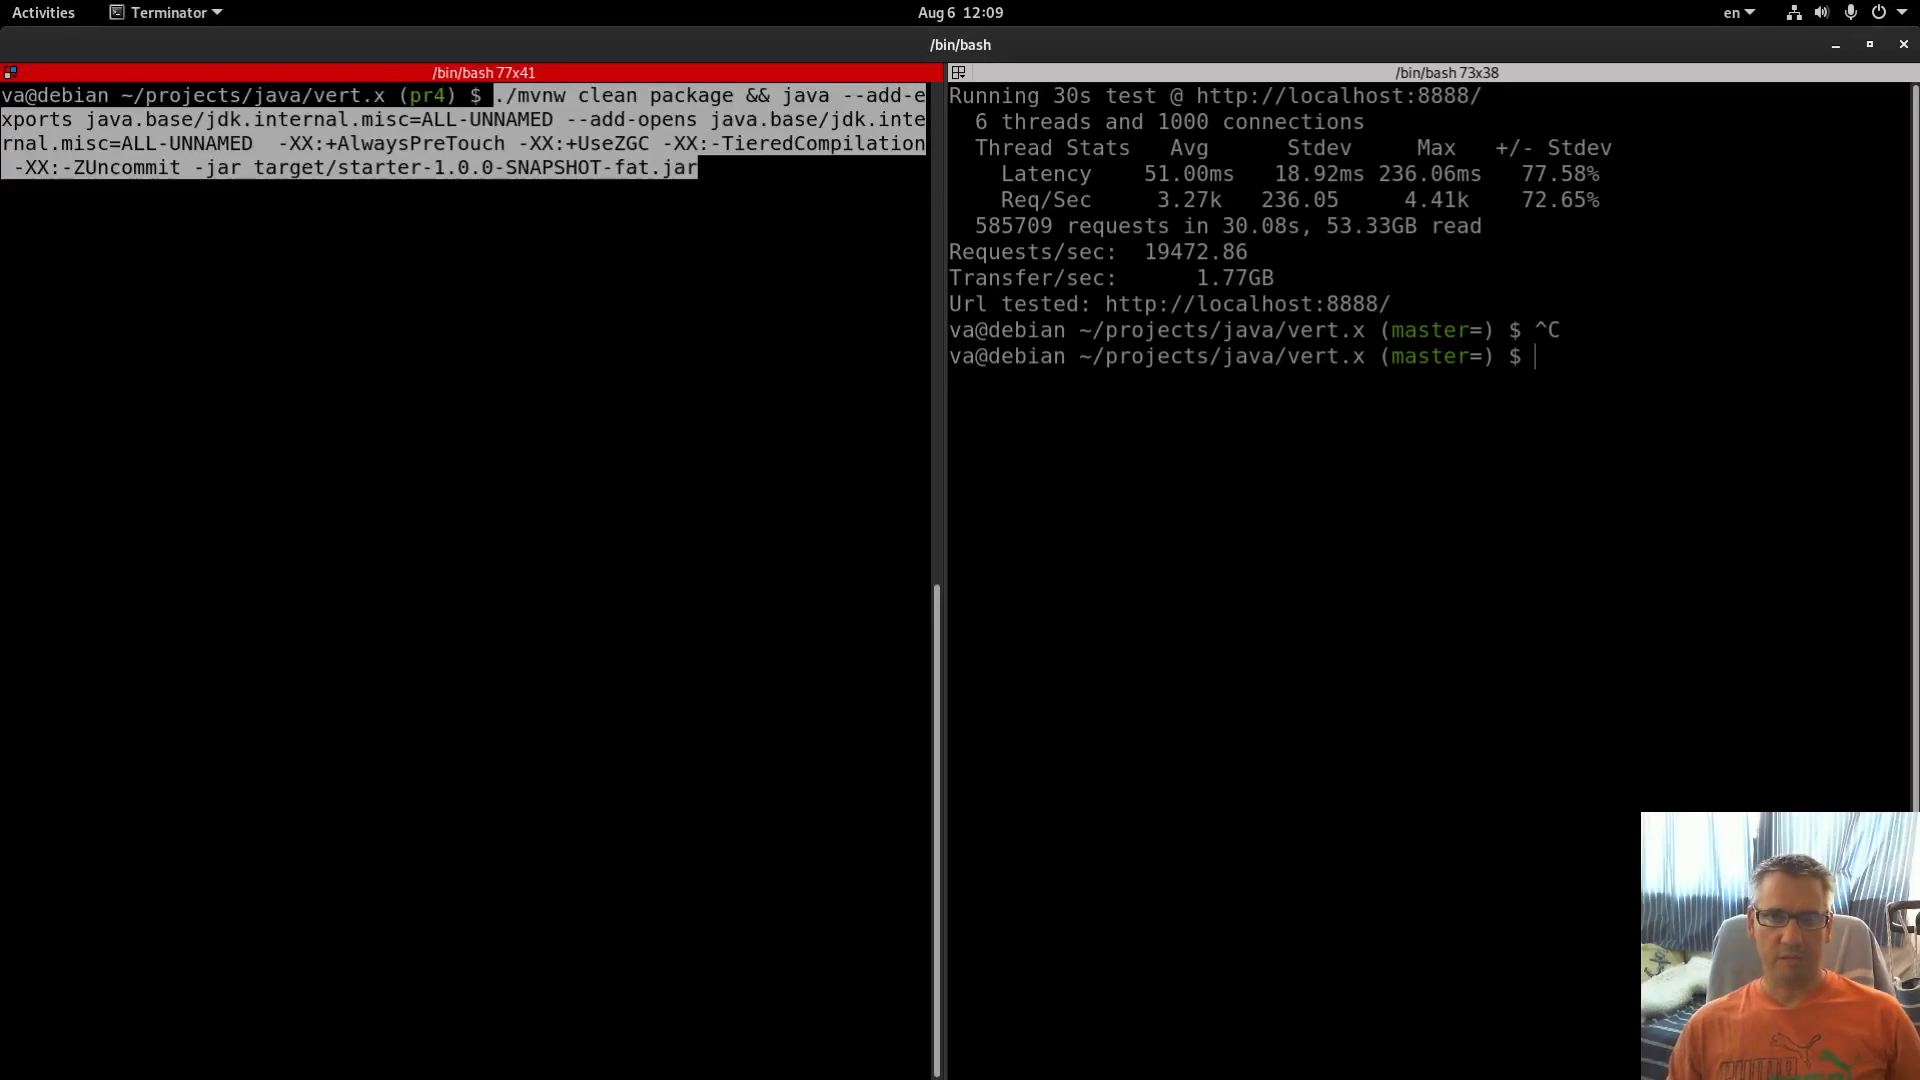 Activities
Terminator
Aug 6 12:09
en
/bin/bash
/bin/bash 77x41
va@debian ~/projects/java/vert.x (pr4) $ ./mvnw clean package && java --add-e
xports java.base/jdk.internal.misc=ALL-UNNAMED --add-opens java.base/jdk.inte
rnal.misc=ALL-UNNAMED  -XX:+AlwaysPreTouch -XX:+UseZGC -XX:-TieredCompilation
 -XX:-ZUncommit -jar target/starter-1.0.0-SNAPSHOT-fat.jar
/bin/bash 73x38
Running 30s test @ http://localhost:8888/
  6 threads and 1000 connections
  Thread Stats   Avg      Stdev     Max   +/- Stdev
    Latency    51.00ms   18.92ms 236.06ms   77.58%
    Req/Sec     3.27k   236.05     4.41k    72.65%
  585709 requests in 30.08s, 53.33GB read
Requests/sec:  19472.86
Transfer/sec:      1.77GB
Url tested: http://localhost:8888/
va@debian ~/projects/java/vert.x (master=) $ ^C
va@debian ~/projects/java/vert.x (master=) $